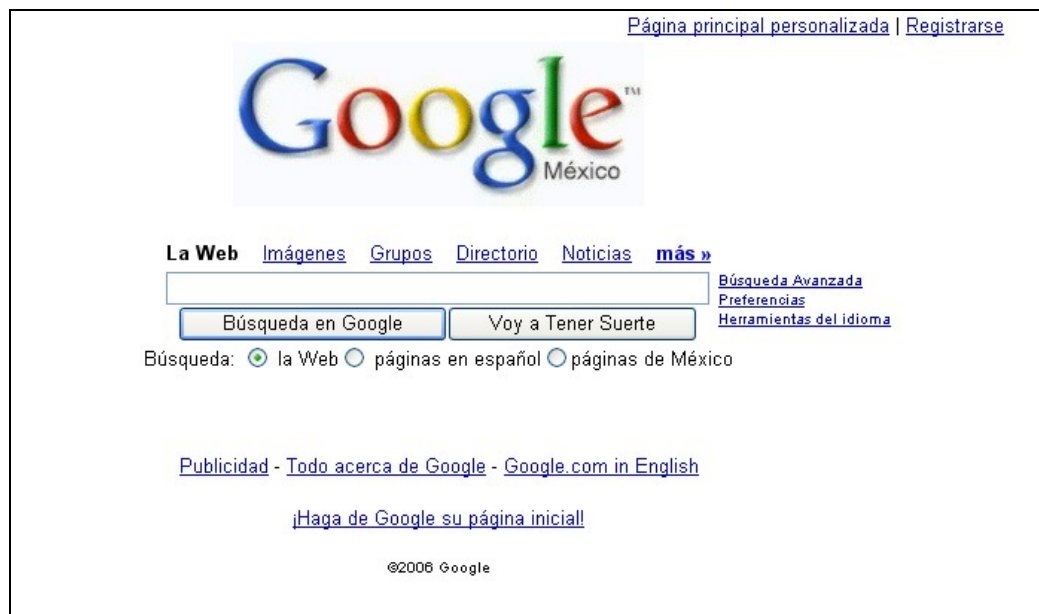 Página principal personalizada | Registrarse
Google™
México
La Web Imágenes Grupos Directorio Noticias más »
Búsqueda Avanzada
Preferencias
Búsqueda en Google Voy a Tener Suerte Herramientas del idioma
Búsqueda: la Web páginas en español páginas de México
Publicidad - Todo acerca de Google - Google.com in English
¡Haga de Google su página inicial!
©2006 Google